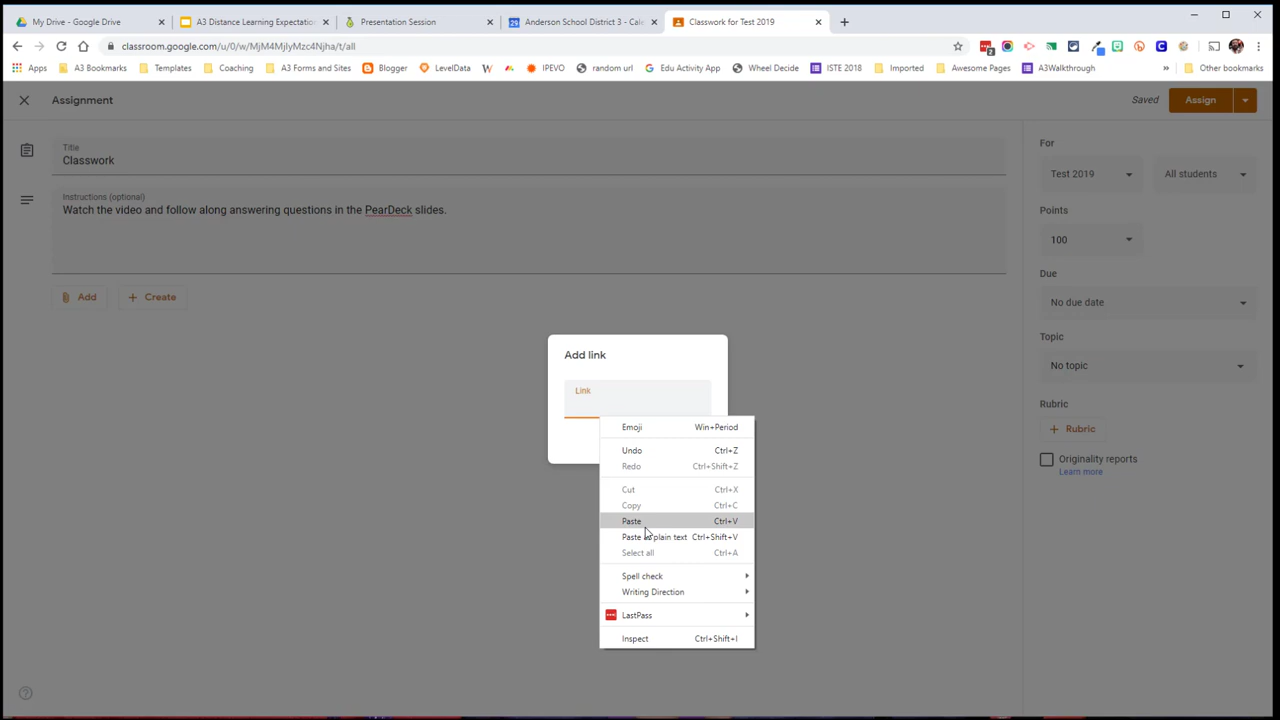 My Drive - Google Drive
A3 Distance Learning Expectation
Presentation Session
Anderson School District 3 - Cale
Classwork for Test 2019
classroom.google.com/u/0/w/MjM4MjIyMzc4Njha/t/all
Apps
A3 Bookmarks
Templates
Coaching
A3 Forms and Sites
Blogger
LevelData
IPEVO
random url
Edu Activity App
Wheel Decide
ISTE 2018
Imported
Awesome Pages
A3Walkthrough
»
Other bookmarks
Assignment
Saved
Assign
Title
Classwork
Instructions (optional)
Watch the video and follow along answering questions in the PearDeck slides.
Add
Create
For
Test 2019
All students
Points
100
Due
No due date
Topic
No topic
Rubric
+ Rubric
Originality reports
Learn more
Add link
Link
Emoji Win+Period
Undo Ctrl+Z
Redo Ctrl+Shift+Z
Cut Ctrl+X
Copy Ctrl+C
Paste Ctrl+V
Paste as plain text Ctrl+Shift+V
Select all Ctrl+A
Spell check
Writing Direction
LastPass
Inspect Ctrl+Shift+I